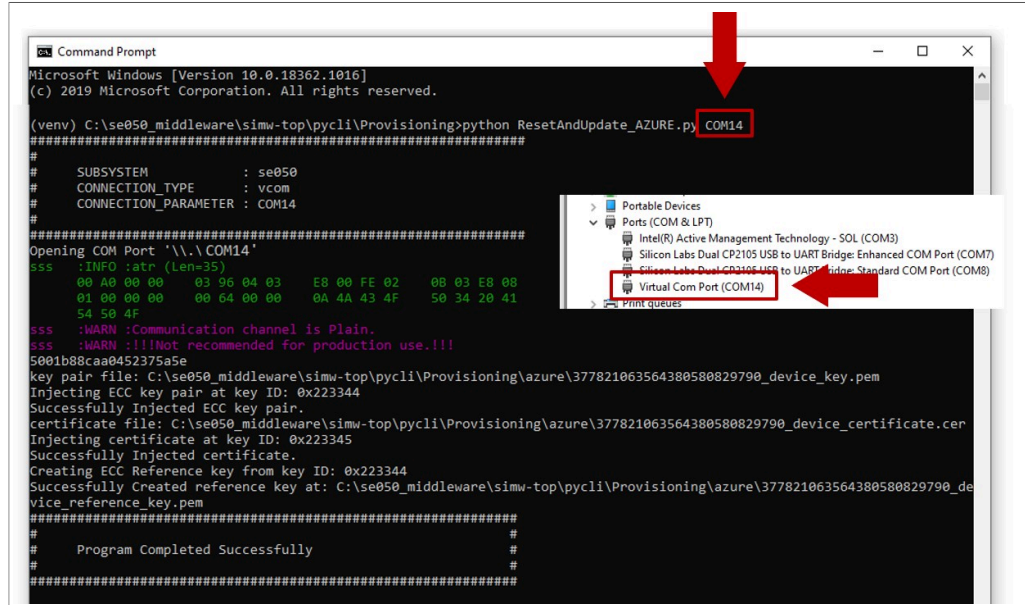 Command Prompt
Microsoft Windows [Version 10.0.18362.1016]
(c) 2019 Microsoft Corporation. All rights reserved.
(venv) C:\se050_middleware\simw-top\pycli\Provisioning>python ResetAndUpdate_AZURE.py COM14
################################################################
#
#     SUBSYSTEM            : se050
#     CONNECTION_TYPE      : vcom
#     CONNECTION_PARAMETER : COM14
#
################################################################
Opening COM Port '\\.\COM14'
sss   :INFO :atr (Len=35)
      00 A0 00 00    03 96 04 03    E8 00 FE 02    0B 03 E8 08
      01 00 00 00    00 64 00 00    0A 4A 43 4F    50 34 20 41
      54 50 4F
sss   :WARN :Communication channel is Plain.
sss   :WARN :!!!Not recommended for production use.!!!
5001b88caa0452375a5e
key pair file: C:\se050_middleware\simw-top\pycli\Provisioning\azure\377821063564380580829790_device_key.pem
Injecting ECC key pair at key ID: 0x223344
Successfully Injected ECC key pair.
certificate file: C:\se050_middleware\simw-top\pycli\Provisioning\azure\377821063564380580829790_device_certificate.cer
Injecting certificate at key ID: 0x223345
Successfully Injected certificate.
Creating ECC Reference key from key ID: 0x223344
Successfully Created reference key at: C:\se050_middleware\simw-top\pycli\Provisioning\azure\377821063564380580829790_de
vice_reference_key.pem
###############################################################
#                                                             #
#     Program Completed Successfully                          #
#                                                             #
###############################################################
Portable Devices
Ports (COM & LPT)
Intel(R) Active Management Technology - SOL (COM3)
Silicon Labs Dual CP2105 USB to UART Bridge: Enhanced COM Port (COM7)
Silicon Labs Dual CP2105 USB to UART Bridge: Standard COM Port (COM8)
Virtual Com Port (COM14)
Print queues